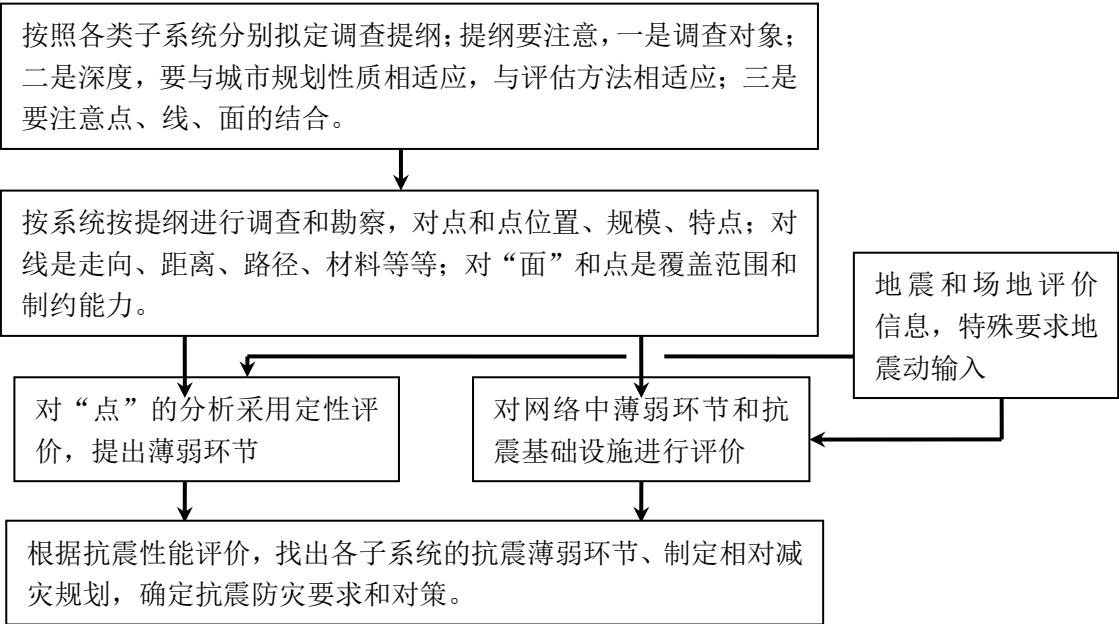 按照各类子系统分别拟定调查提纲；提纲要注意，一是调查对象；
二是深度，要与城市规划性质相适应，与评估方法相适应；三是
要注意点、线、面的结合。
按系统按提纲进行调查和勘察，对点和点位置、规模、特点；对
线是走向、距离、路径、材料等等；对“面”和点是覆盖范围和
制约能力。
地震和场地评价
信息，特殊要求地
震动输入
对“点”的分析采用定性评
价，提出薄弱环节
对网络中薄弱环节和抗
震基础设施进行评价
根据抗震性能评价，找出各子系统的抗震薄弱环节、制定相对减
灾规划，确定抗震防灾要求和对策。